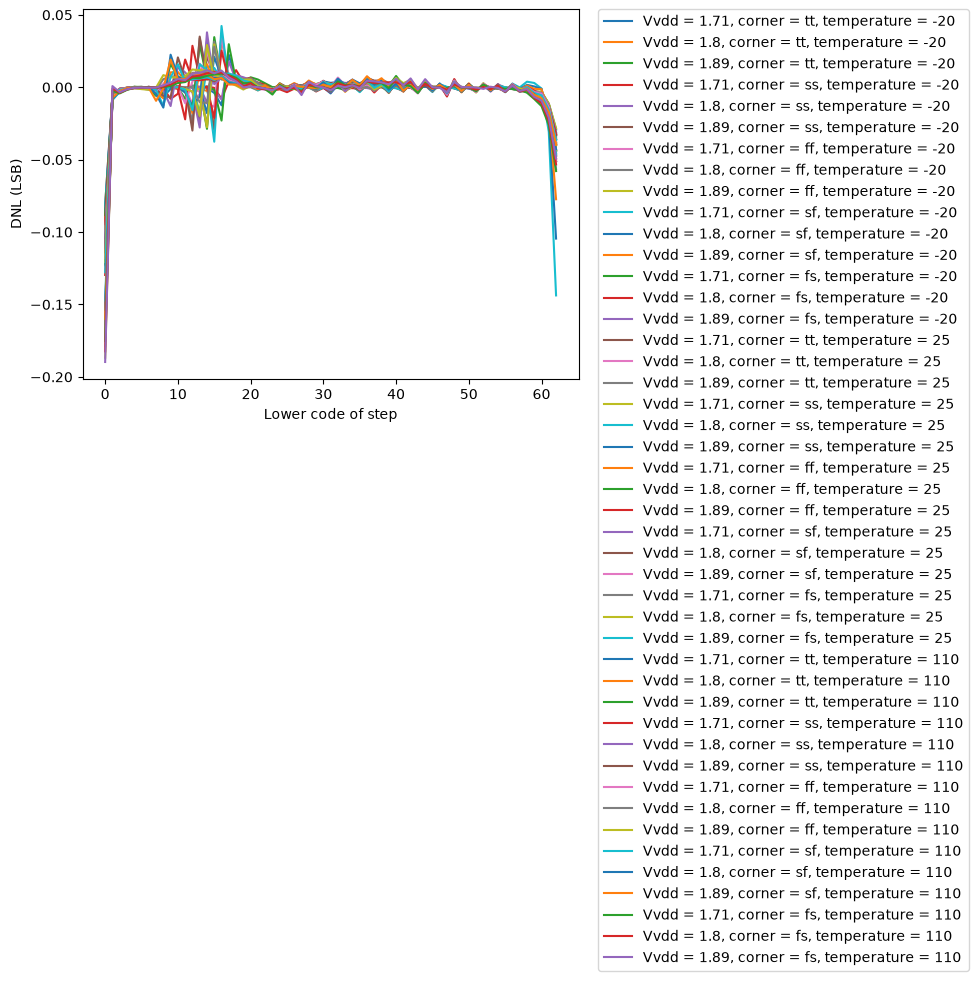 0.05
0.00
−0.05
−0.10
−0.15
−0.20
DNL (LSB)
0 10 20 30 40 50 60
Lower code of step
Vvdd = 1.71, corner = tt, temperature = -20
Vvdd = 1.8, corner = tt, temperature = -20
Vvdd = 1.89, corner = tt, temperature = -20
Vvdd = 1.71, corner = ss, temperature = -20
Vvdd = 1.8, corner = ss, temperature = -20
Vvdd = 1.89, corner = ss, temperature = -20
Vvdd = 1.71, corner = ff, temperature = -20
Vvdd = 1.8, corner = ff, temperature = -20
Vvdd = 1.89, corner = ff, temperature = -20
Vvdd = 1.71, corner = sf, temperature = -20
Vvdd = 1.8, corner = sf, temperature = -20
Vvdd = 1.89, corner = sf, temperature = -20
Vvdd = 1.71, corner = fs, temperature = -20
Vvdd = 1.8, corner = fs, temperature = -20
Vvdd = 1.89, corner = fs, temperature = -20
Vvdd = 1.71, corner = tt, temperature = 25
Vvdd = 1.8, corner = tt, temperature = 25
Vvdd = 1.89, corner = tt, temperature = 25
Vvdd = 1.71, corner = ss, temperature = 25
Vvdd = 1.8, corner = ss, temperature = 25
Vvdd = 1.89, corner = ss, temperature = 25
Vvdd = 1.71, corner = ff, temperature = 25
Vvdd = 1.8, corner = ff, temperature = 25
Vvdd = 1.89, corner = ff, temperature = 25
Vvdd = 1.71, corner = sf, temperature = 25
Vvdd = 1.8, corner = sf, temperature = 25
Vvdd = 1.89, corner = sf, temperature = 25
Vvdd = 1.71, corner = fs, temperature = 25
Vvdd = 1.8, corner = fs, temperature = 25
Vvdd = 1.89, corner = fs, temperature = 25
Vvdd = 1.71, corner = tt, temperature = 110
Vvdd = 1.8, corner = tt, temperature = 110
Vvdd = 1.89, corner = tt, temperature = 110
Vvdd = 1.71, corner = ss, temperature = 110
Vvdd = 1.8, corner = ss, temperature = 110
Vvdd = 1.89, corner = ss, temperature = 110
Vvdd = 1.71, corner = ff, temperature = 110
Vvdd = 1.8, corner = ff, temperature = 110
Vvdd = 1.89, corner = ff, temperature = 110
Vvdd = 1.71, corner = sf, temperature = 110
Vvdd = 1.8, corner = sf, temperature = 110
Vvdd = 1.89, corner = sf, temperature = 110
Vvdd = 1.71, corner = fs, temperature = 110
Vvdd = 1.8, corner = fs, temperature = 110
Vvdd = 1.89, corner = fs, temperature = 110